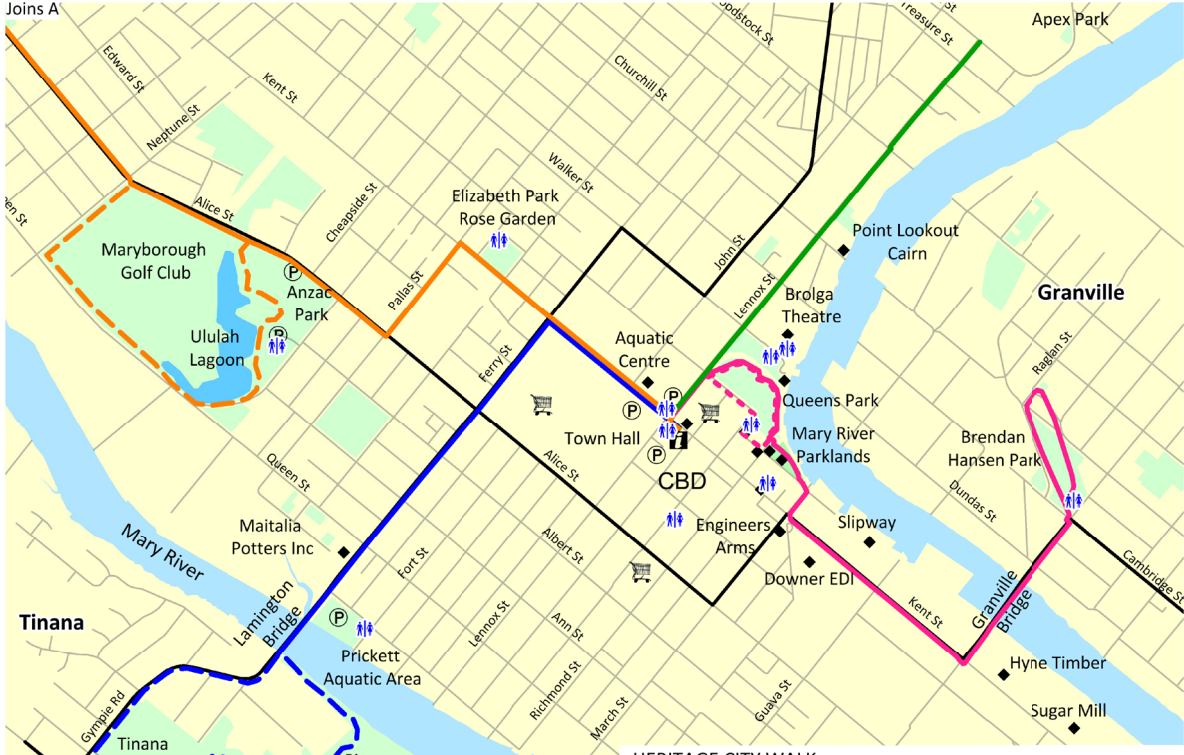 Joins A
Apex Park
Treasure St
Edward St
Kent St
Churchill St
Neptune St
Walker St
Elizabeth Park
Rose Garden
Cheapside St
Alice St
Maryborough
Golf Club
John St
Point Lookout
Cairn
P
Anzac
Park
Pallas St
Lennox St
Brolga
Theatre
Granville
P
Ululah
Lagoon
Ferry St
Aquatic
Centre
Raglan St
P
P
Queens Park
Town Hall
i
P
Mary River
Parklands
Brendan
Hansen Park
Queen St
Alice St
CBD
Dundas St
Maitalia
Potters Inc
Mary River
Engineers
Arms
Slipway
Fort St
Albert St
Downer EDI
Cambridge St
Lamington
Bridge
Granville
Bridge
Kent St
Tinana
P
Lennox St
Ann St
Prickett
Aquatic Area
Hyne Timber
Richmond St
March St
Guava St
Gympie Rd
Sugar Mill
Tinana
HERITAGE CITY WALK